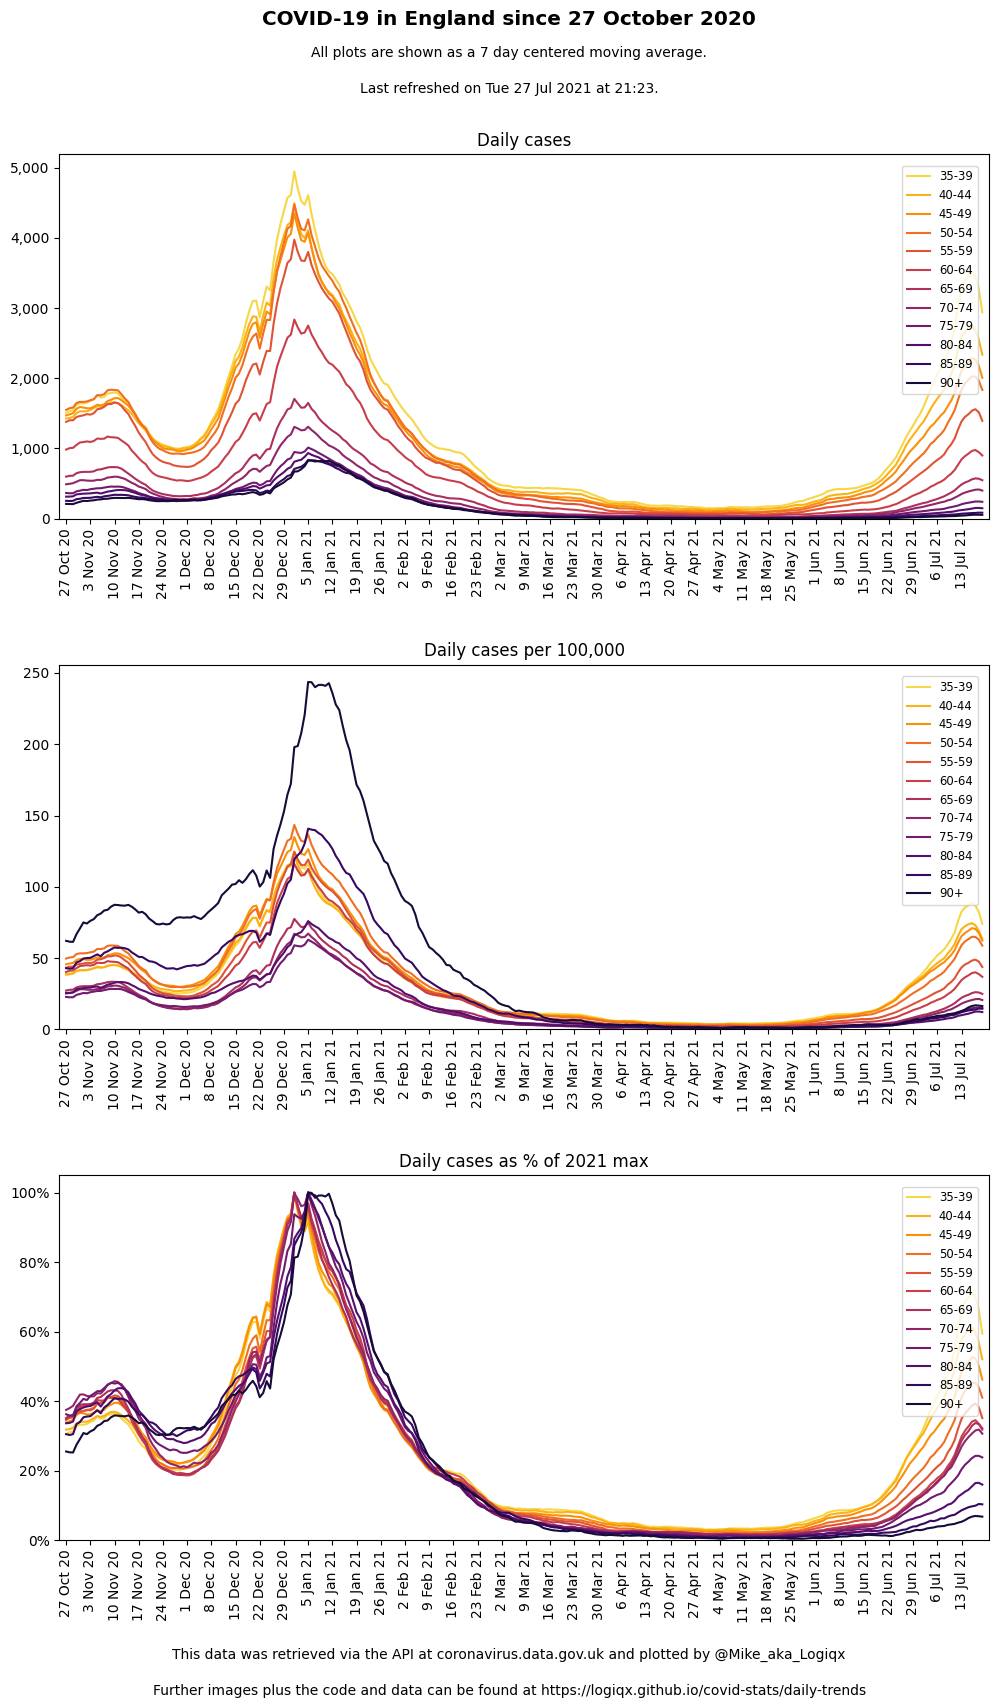 COVID-19 in England since 27 October 2020
All plots are shown as a 7 day centered moving average.
Last refreshed on Tue 27 Jul 2021 at 21:23.
Daily cases
5,000
4,000
3,000
2,000
1,000
0
35-39
40-44
45-49
50-54
55-59
60-64
65-69
70-74
75-79
80-84
85-89
90+
27 Oct 20
3 Nov 20
10 Nov 20
17 Nov 20
24 Nov 20
1 Dec 20
8 Dec 20
15 Dec 20
22 Dec 20
29 Dec 20
5 Jan 21
12 Jan 21
19 Jan 21
26 Jan 21
2 Feb 21
9 Feb 21
16 Feb 21
23 Feb 21
2 Mar 21
9 Mar 21
16 Mar 21
23 Mar 21
30 Mar 21
6 Apr 21
13 Apr 21
20 Apr 21
27 Apr 21
4 May 21
11 May 21
18 May 21
25 May 21
1 Jun 21
8 Jun 21
15 Jun 21
22 Jun 21
29 Jun 21
6 Jul 21
13 Jul 21
Daily cases per 100,000
250
200
150
100
50
0
35-39
40-44
45-49
50-54
55-59
60-64
65-69
70-74
75-79
80-84
85-89
90+
27 Oct 20
3 Nov 20
10 Nov 20
17 Nov 20
24 Nov 20
1 Dec 20
8 Dec 20
15 Dec 20
22 Dec 20
29 Dec 20
5 Jan 21
12 Jan 21
19 Jan 21
26 Jan 21
2 Feb 21
9 Feb 21
16 Feb 21
23 Feb 21
2 Mar 21
9 Mar 21
16 Mar 21
23 Mar 21
30 Mar 21
6 Apr 21
13 Apr 21
20 Apr 21
27 Apr 21
4 May 21
11 May 21
18 May 21
25 May 21
1 Jun 21
8 Jun 21
15 Jun 21
22 Jun 21
29 Jun 21
6 Jul 21
13 Jul 21
Daily cases as % of 2021 max
100%
80%
60%
40%
20%
0%
35-39
40-44
45-49
50-54
55-59
60-64
65-69
70-74
75-79
80-84
85-89
90+
27 Oct 20
3 Nov 20
10 Nov 20
17 Nov 20
24 Nov 20
1 Dec 20
8 Dec 20
15 Dec 20
22 Dec 20
29 Dec 20
5 Jan 21
12 Jan 21
19 Jan 21
26 Jan 21
2 Feb 21
9 Feb 21
16 Feb 21
23 Feb 21
2 Mar 21
9 Mar 21
16 Mar 21
23 Mar 21
30 Mar 21
6 Apr 21
13 Apr 21
20 Apr 21
27 Apr 21
4 May 21
11 May 21
18 May 21
25 May 21
1 Jun 21
8 Jun 21
15 Jun 21
22 Jun 21
29 Jun 21
6 Jul 21
13 Jul 21
This data was retrieved via the API at coronavirus.data.gov.uk and plotted by @Mike_aka_Logiqx
Further images plus the code and data can be found at https://logiqx.github.io/covid-stats/daily-trends